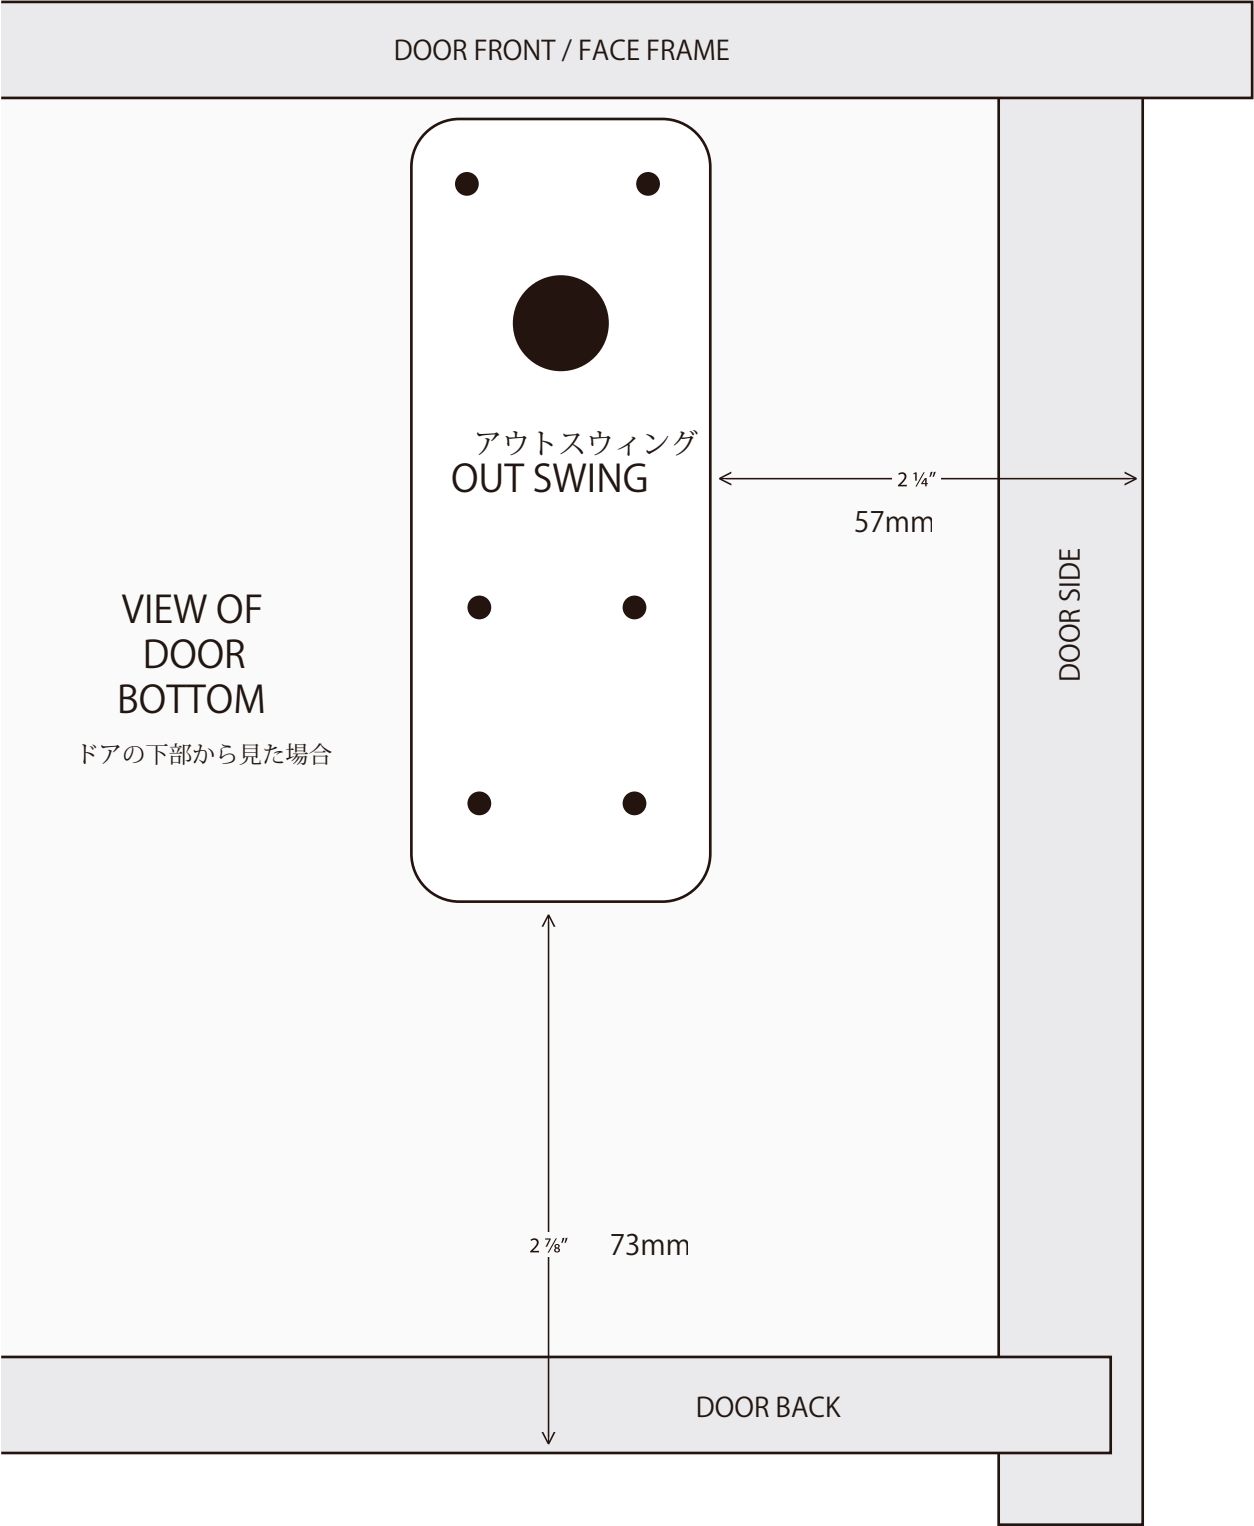 DOOR FRONT / FACE FRAME
アウトスウィング
OUT SWING
2 ¼”
57mm
DOOR SIDE
VIEW OF
DOOR
BOTTOM
ドアの下部から見た場合
2 ⅞”
73mm
DOOR BACK